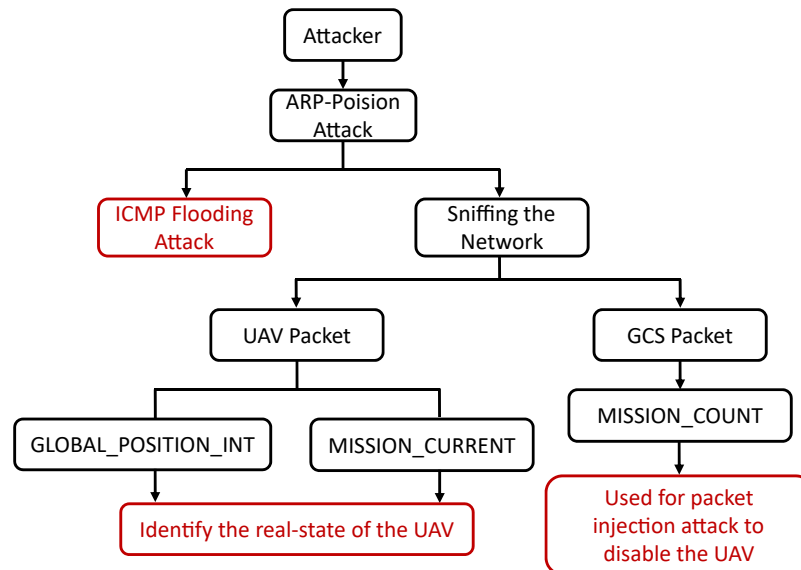 Attacker
ARP-Poision
Attack
ICMP Flooding
Attack
Sniffing the
Network
UAV Packet
GCS Packet
GLOBAL_POSITION_INT
MISSION_CURRENT
MISSION_COUNT
Identify the real-state of the UAV
Used for packet
injection attack to
disable the UAV